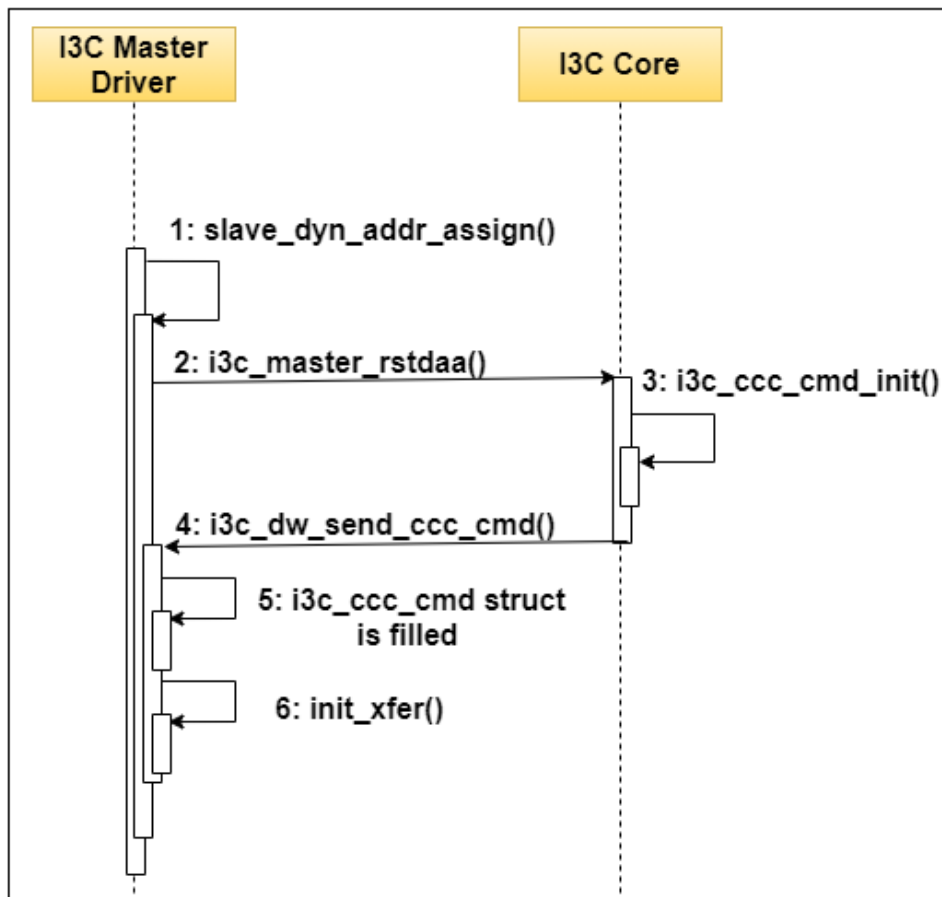 I3C Master
Driver
I3C Core
1: slave_dyn_addr_assign()
2: i3c_master_rstdaa()
3: i3c_ccc_cmd_init()
4: i3c_dw_send_ccc_cmd()
5: i3c_ccc_cmd struct
is filled
6: init_xfer()